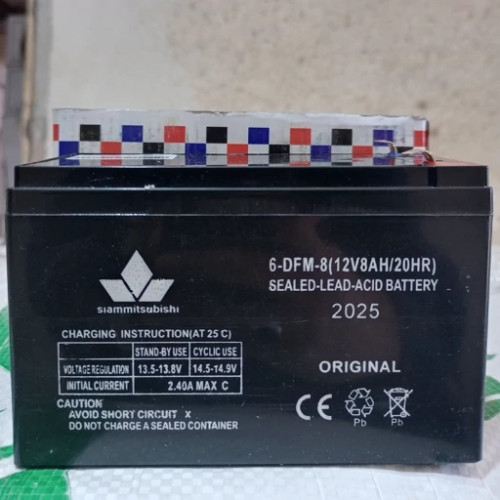 6-DFM-8(12V8AH/20HR)
SEALED-LEAD-ACID BATTERY
2025
siammitsubishi
CHARGING INSTRUCTION(AT 25 C)
STAND-BY USE CYCLIC USE
VOLTAGE REGULATION 13.5-13.8V 14.5-14.9V
INITIAL CURRENT 2.40A MAX C
ORIGINAL
CAUTION
AVOID SHORT CIRCUIT x
DO NOT CHARGE A SEALED CONTAINER
CE
Pb Pb